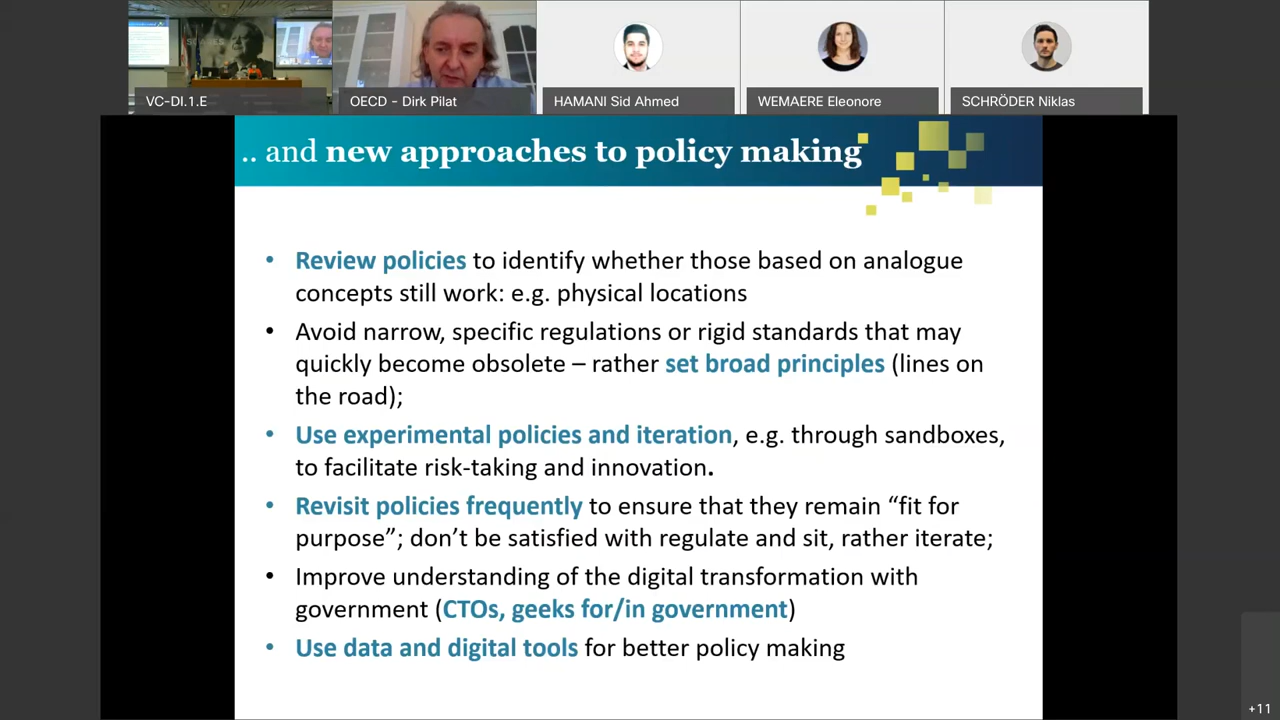 VC-DI.1.E
OECD - Dirk Pilat
HAMANI Sid Ahmed
WEMAERE Eleonore
SCHRÖDER Niklas
.. and new approaches to policy making
• Review policies to identify whether those based on analogue
concepts still work: e.g. physical locations
• Avoid narrow, specific regulations or rigid standards that may
quickly become obsolete – rather set broad principles (lines on
the road);
• Use experimental policies and iteration, e.g. through sandboxes,
to facilitate risk-taking and innovation.
• Revisit policies frequently to ensure that they remain “fit for
purpose”; don’t be satisfied with regulate and sit, rather iterate;
• Improve understanding of the digital transformation with
government (CTOs, geeks for/in government)
• Use data and digital tools for better policy making
+11